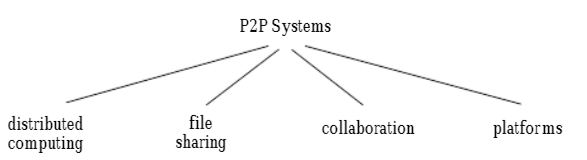 P2P Systems
distributed
computing
file
sharing
collaboration
platforms